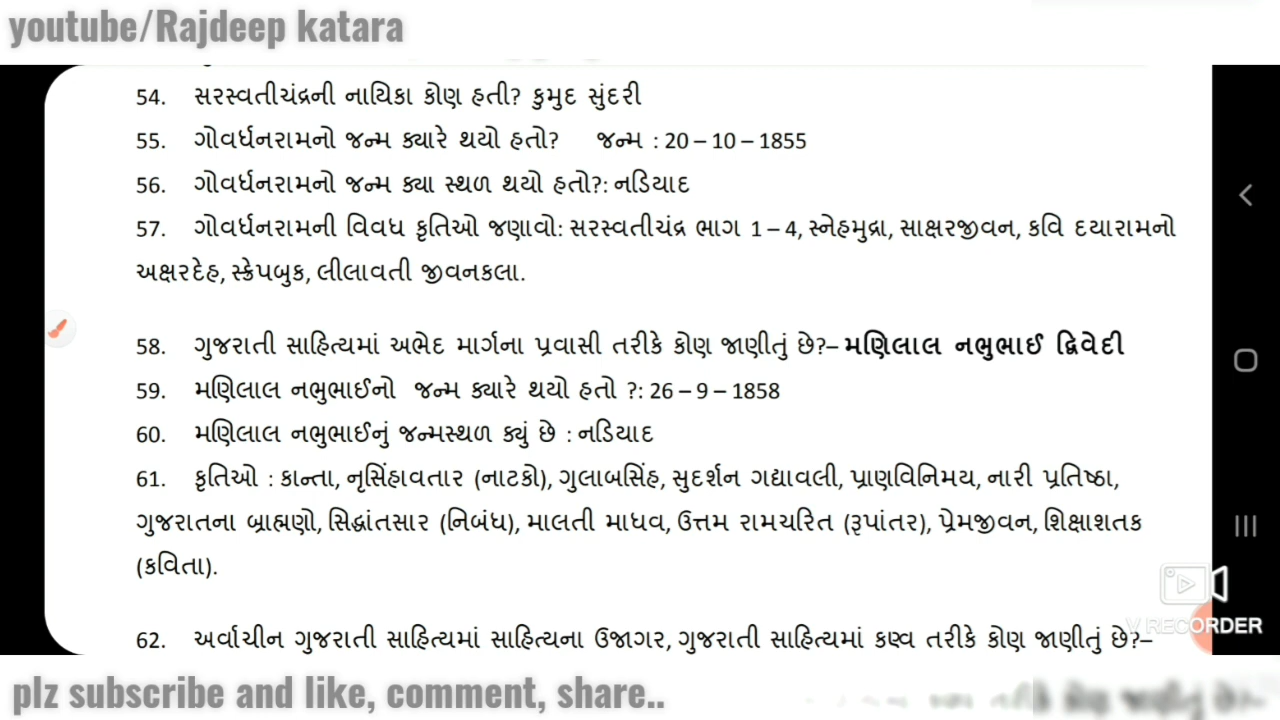 youtube/Rajdeep katara
54. સરસ્વતીચંદ્રની નાયિકા કોણ હતી? કુમુદ સુંદરી
55. ગોવર્ધનરામનો જન્મ ક્યારે થયો હતો? જન્મ : 20 – 10 – 1855
56. ગોવર્ધનરામનો જન્મ ક્યા સ્થળ થયો હતો?: નડિયાદ
57. ગોવર્ધનરામની વિવધ કૃતિઓ જણાવો: સરસ્વતીચંદ્ર ભાગ 1 – 4, સ્નેહમુદ્રા, સાક્ષરજીવન, કવિ દયારામનો
અક્ષરદેહ, સ્ક્રેપબુક, લીલાવતી જીવનકલા.
58. ગુજરાતી સાહિત્યમાં અભેદ માર્ગના પ્રવાસી તરીકે કોણ જાણીતું છે?– મણિલાલ નભુભાઈ દ્વિવેદી
59. મણિલાલ નભુભાઈનો જન્મ ક્યારે થયો હતો ?: 26 – 9 – 1858
60. મણિલાલ નભુભાઈનું જન્મસ્થળ ક્યું છે : નડિયાદ
61. કૃતિઓ : કાન્તા, નૃસિંહાવતાર (નાટકો), ગુલાબસિંહ, સુદર્શન ગદ્યાવલી, પ્રાણવિનિમય, નારી પ્રતિષ્ઠા,
ગુજરાતના બ્રાહ્મણો, સિદ્ધાંતસાર (નિબંધ), માલતી માધવ, ઉત્તમ રામચરિત (રૂપાંતર), પ્રેમજીવન, શિક્ષાશતક
(કવિતા).
V RECORDER
62. અર્વાચીન ગુજરાતી સાહિત્યમાં સાહિત્યના ઉજાગર, ગુજરાતી સાહિત્યમાં કણ્વ તરીકે કોણ જાણીતું છે?–
plz subscribe and like, comment, share..